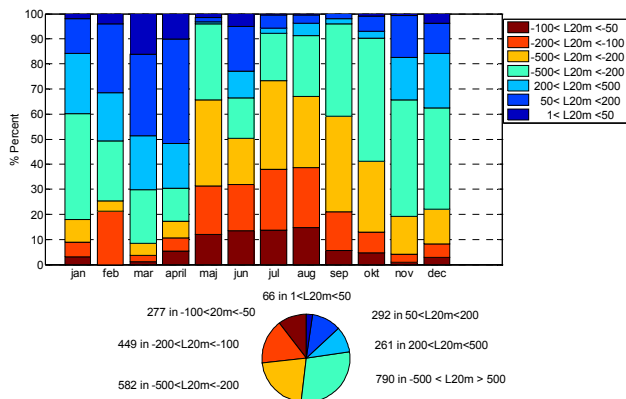 100
90
80
70
60
50
40
30
20
10
0
% Percent
jan feb mar april maj jun jul aug sep okt nov dec
-100< L20m <-50
-200< L20m <-100
-500< L20m <-200
-500< L20m <-200
200< L20m <500
50< L20m <200
1< L20m <50
66 in 1<L20m<50
277 in -100<20m<-50
292 in 50<L20m<200
449 in -200<L20m<-100
261 in 200<L20m<500
582 in -500<L20m<-200
790 in -500 < L20m > 500